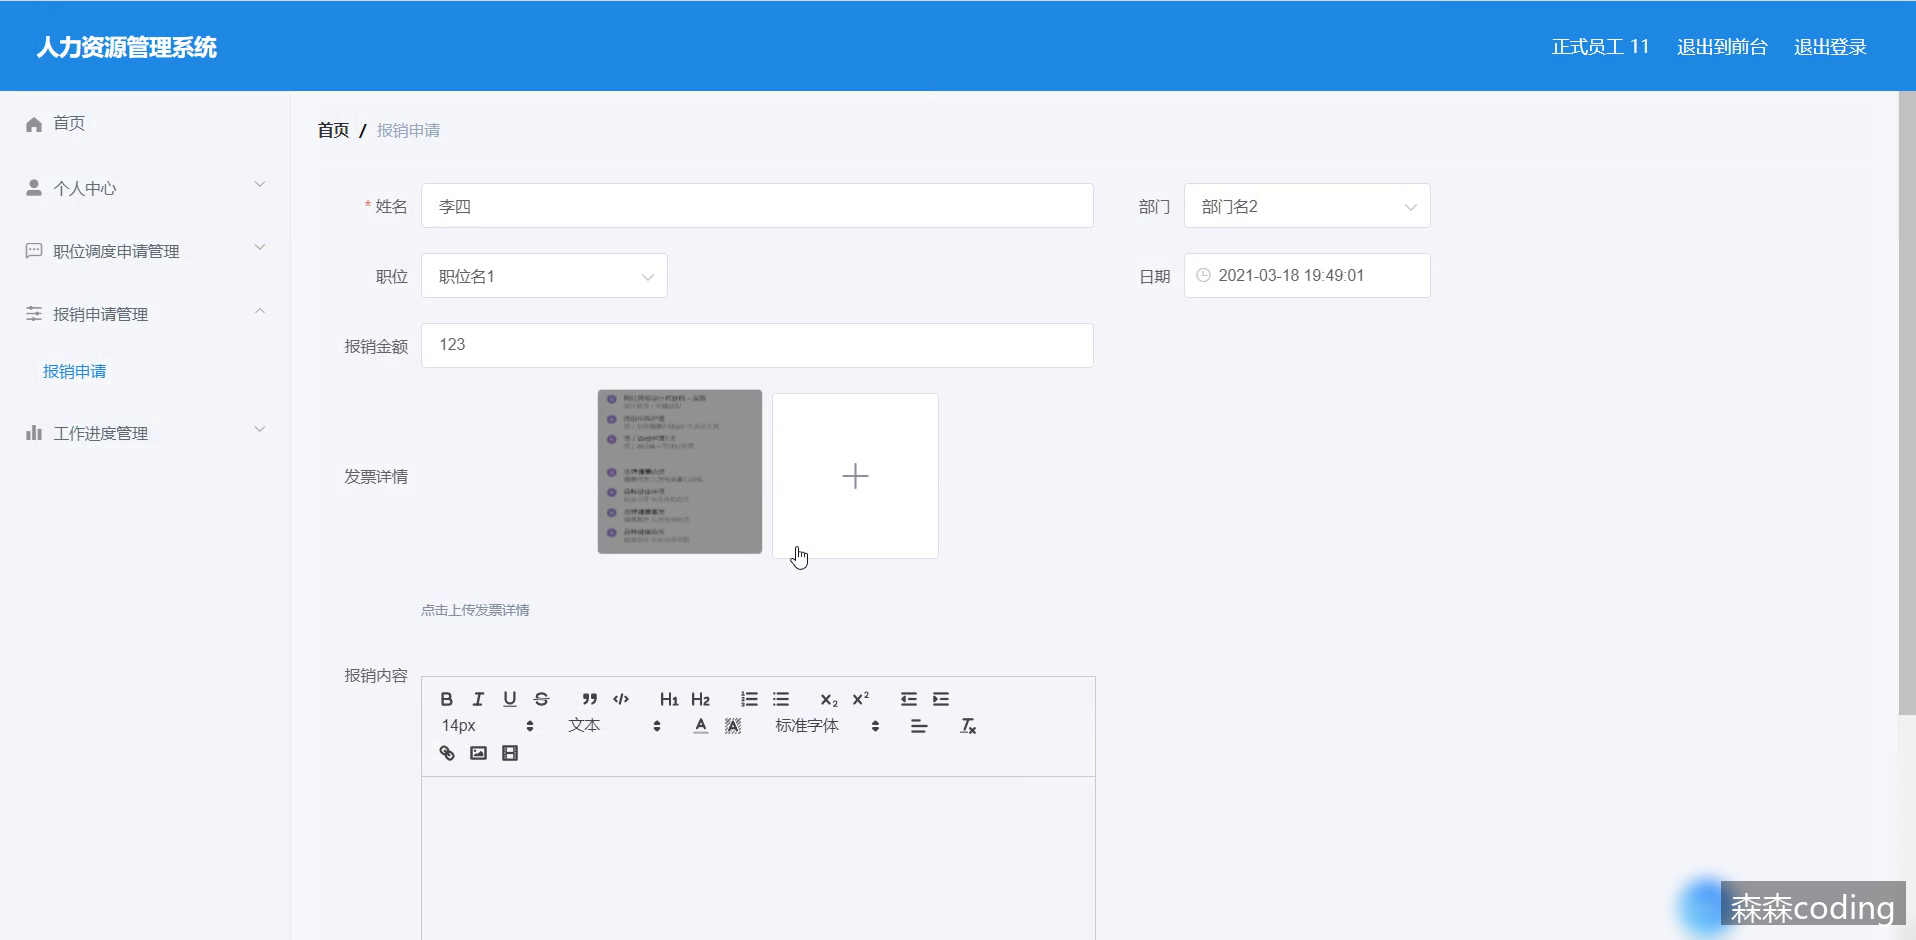 人力资源管理系统
正式员工 11 退出到前台 退出登录
首页
个人中心
职位调度申请管理
报销申请管理
报销申请
工作进度管理
首页 / 报销申请
* 姓名 李四 部门 部门名2
职位 职位名1 日期 2021-03-18 19:49:01
报销金额 123
发票详情
点击上传发票详情
报销内容
B I U S H1 H2 X2 X2
14px 文本 A A 标准字体 Tx
森森coding